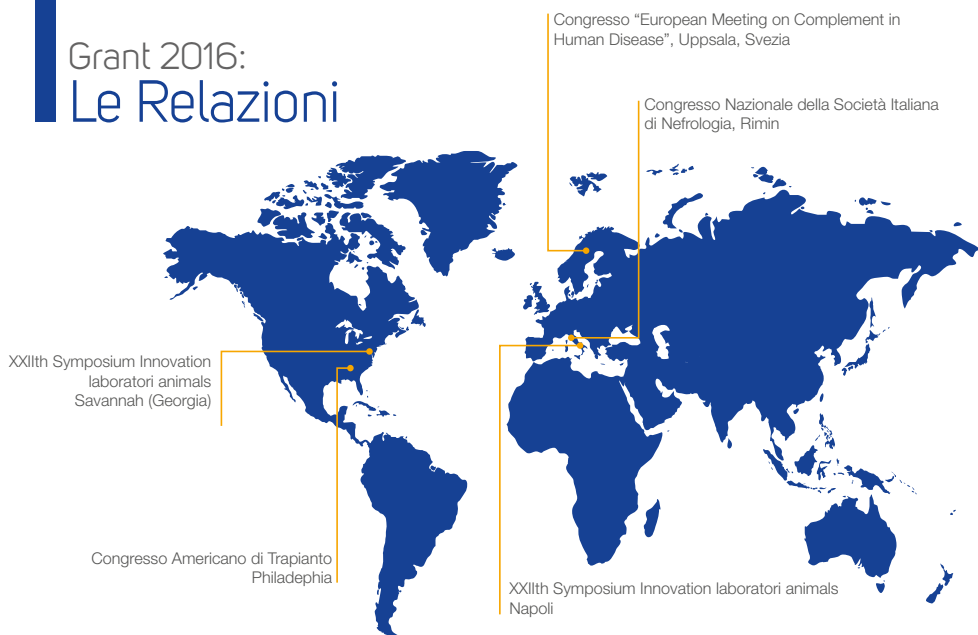 Grant 2016:
Le Relazioni
Congresso “European Meeting on Complement in
Human Disease”, Uppsala, Svezia
Congresso Nazionale della Società Italiana
di Nefrologia, Rimin
XXIIth Symposium Innovation
laboratori animals
Savannah (Georgia)
Congresso Americano di Trapianto
Philadephia
XXIIth Symposium Innovation laboratori animals
Napoli